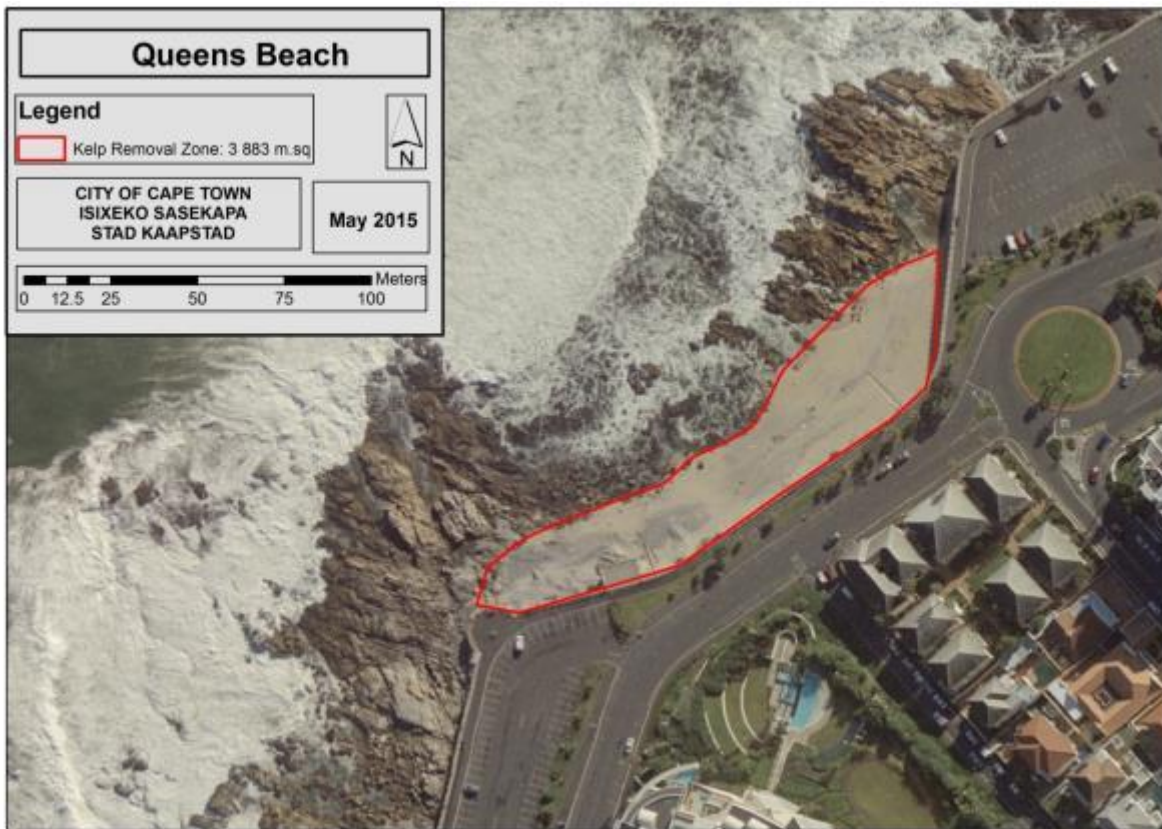 Queens Beach
Legend
Kelp Removal Zone: 3 883 m.sq
N
CITY OF CAPE TOWN
ISIXEKO SASEKAPA
STAD KAAPSTAD
May 2015
Meters
0 12.5 25 50 75 100